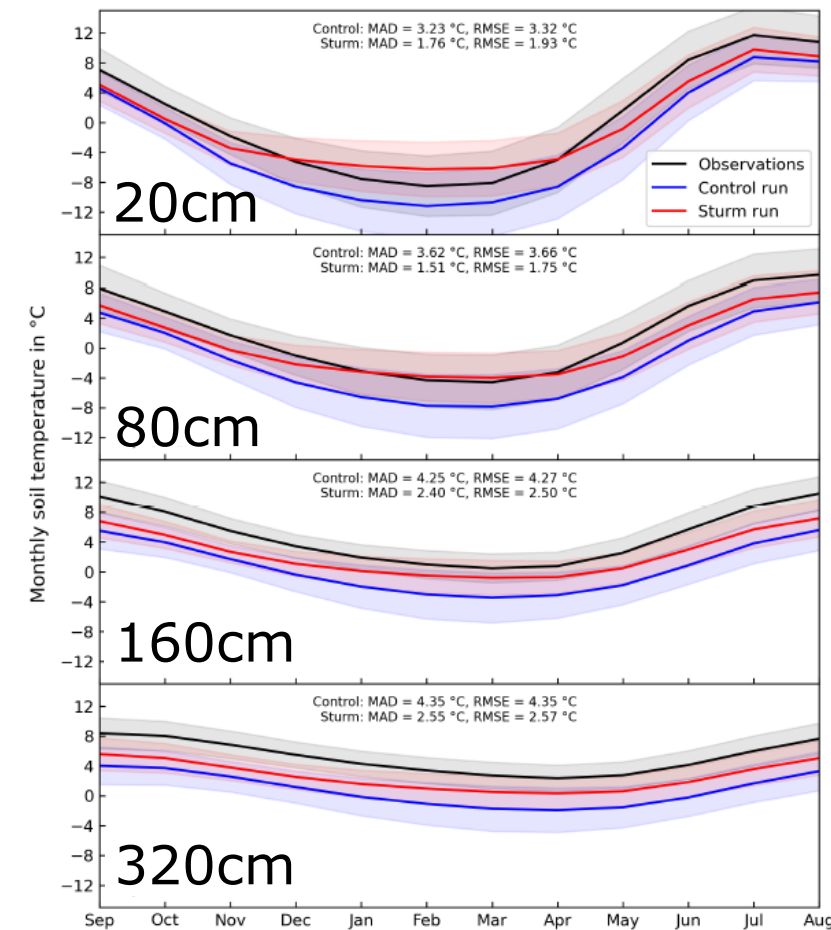 Monthly soil temperature in °C
12
8
4
0
−4
−8
−12
Control: MAD = 3.23 °C, RMSE = 3.32 °C
Sturm: MAD = 1.76 °C, RMSE = 1.93 °C
20cm
Observations
Control run
Sturm run
12
8
4
0
−4
−8
−12
Control: MAD = 3.62 °C, RMSE = 3.66 °C
Sturm: MAD = 1.51 °C, RMSE = 1.75 °C
80cm
12
8
4
0
−4
−8
−12
Control: MAD = 4.25 °C, RMSE = 4.27 °C
Sturm: MAD = 2.40 °C, RMSE = 2.50 °C
160cm
12
8
4
0
−4
−8
−12
Control: MAD = 4.35 °C, RMSE = 4.35 °C
Sturm: MAD = 2.55 °C, RMSE = 2.57 °C
320cm
Sep Oct Nov Dec Jan Feb Mar Apr May Jun Jul Aug